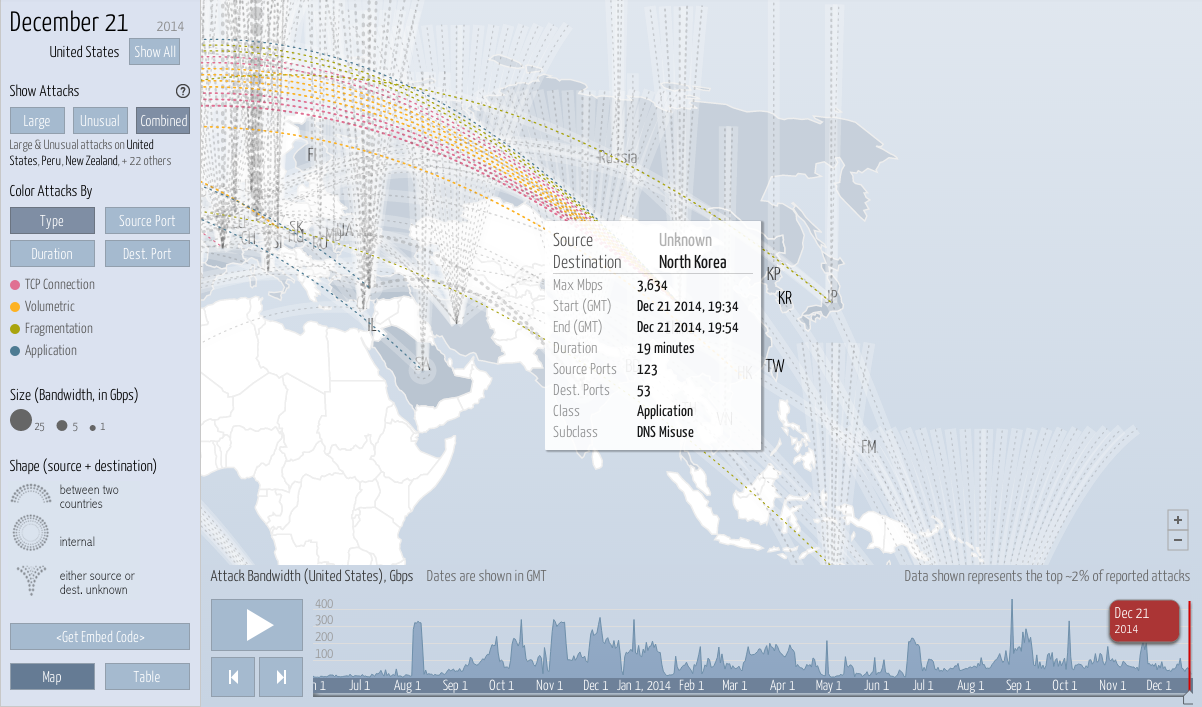 December 21 2014
United States Show All
Show Attacks ?
Large Unusual Combined
Large & Unusual attacks on United
States, Peru, New Zealand, + 22 others
Color Attacks By
Type Source Port
Duration Dest. Port
TCP Connection
Volumetric
Fragmentation
Application
Size (Bandwidth, in Gbps)
25 5 1
Shape (source + destination)
between two
countries
internal
either source or
dest. unknown
<Get Embed Code>
Map Table
Russia
FI
SK
UA
IL
SA
KP
KR
JP
TW
HK
VN
FM
Source Unknown
Destination North Korea
Max Mbps 3,634
Start (GMT) Dec 21 2014, 19:34
End (GMT) Dec 21 2014, 19:54
Duration 19 minutes
Source Ports 123
Dest. Ports 53
Class Application
Subclass DNS Misuse
+
−
Attack Bandwidth (United States), Gbps Dates are shown in GMT Data shown represents the top ~2% of reported attacks
400
300
200
100
Dec 21
2014
Jul 1 Aug 1 Sep 1 Oct 1 Nov 1 Dec 1 Jan 1, 2014 Feb 1 Mar 1 Apr 1 May 1 Jun 1 Jul 1 Aug 1 Sep 1 Oct 1 Nov 1 Dec 1